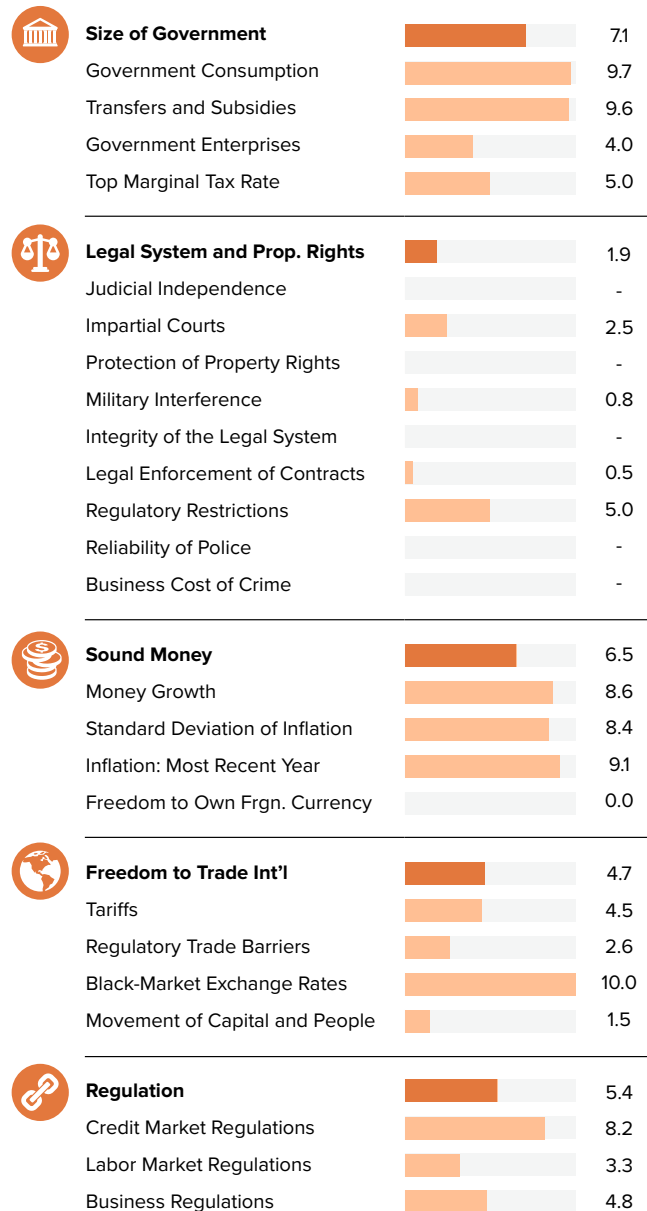 Size of Government 7.1
Government Consumption 9.7
Transfers and Subsidies 9.6
Government Enterprises 4.0
Top Marginal Tax Rate 5.0
Legal System and Prop. Rights 1.9
Judicial Independence -
Impartial Courts 2.5
Protection of Property Rights -
Military Interference 0.8
Integrity of the Legal System -
Legal Enforcement of Contracts 0.5
Regulatory Restrictions 5.0
Reliability of Police -
Business Cost of Crime -
$
Sound Money 6.5
Money Growth 8.6
Standard Deviation of Inflation 8.4
Inflation: Most Recent Year 9.1
Freedom to Own Frgn. Currency 0.0
Freedom to Trade Int'l 4.7
Tariffs 4.5
Regulatory Trade Barriers 2.6
Black-Market Exchange Rates 10.0
Movement of Capital and People 1.5
Regulation 5.4
Credit Market Regulations 8.2
Labor Market Regulations 3.3
Business Regulations 4.8